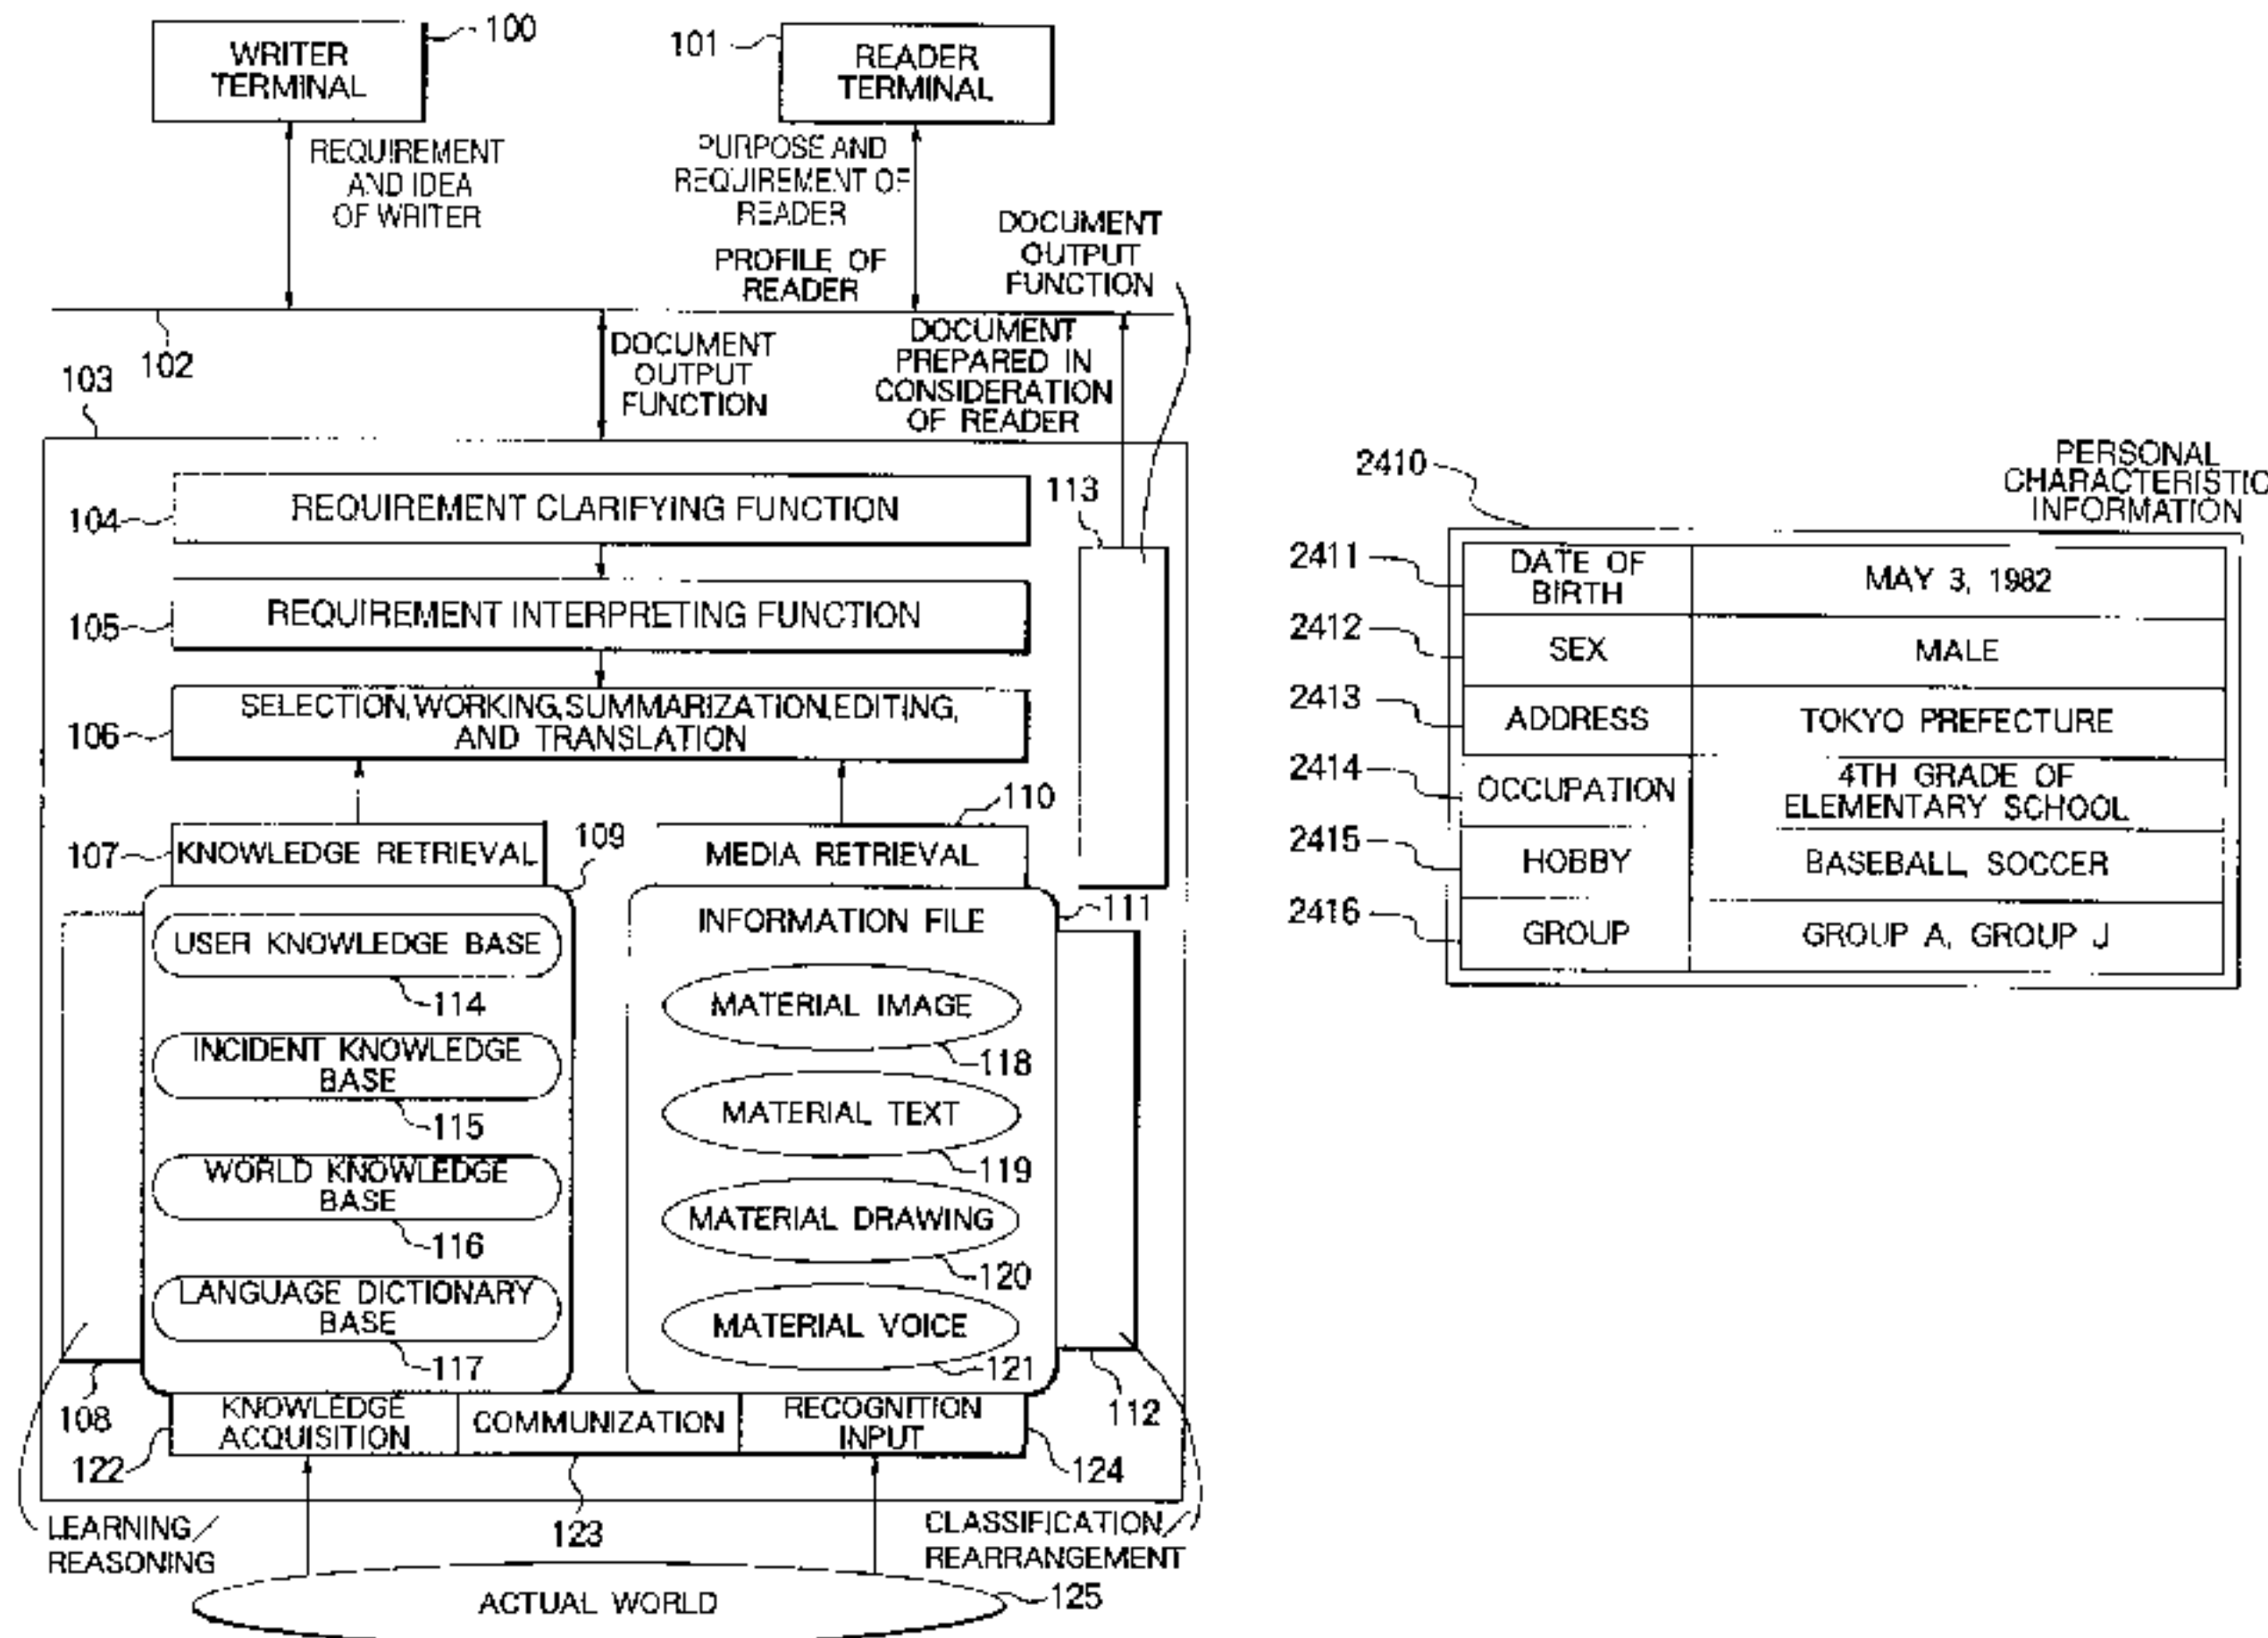 WRITER
TERMINAL
100
101
READER
TERMINAL
REQUIREMENT
AND IDEA
OF WRITER
PURPOSE AND
REQUIREMENT OF
READER
PROFILE OF
READER
DOCUMENT
OUTPUT
FUNCTION
102
103
DOCUMENT
OUTPUT
FUNCTION
DOCUMENT
PREPARED IN
CONSIDERATION
OF READER
113
104
REQUIREMENT CLARIFYING FUNCTION
105
REQUIREMENT INTERPRETING FUNCTION
106
SELECTION, WORKING, SUMMARIZATION, EDITING,
AND TRANSLATION
107
KNOWLEDGE RETRIEVAL
109
110
MEDIA RETRIEVAL
111
USER KNOWLEDGE BASE
114
INCIDENT KNOWLEDGE
BASE
115
WORLD KNOWLEDGE
BASE
116
LANGUAGE DICTIONARY
BASE
117
INFORMATION FILE
MATERIAL IMAGE
118
MATERIAL TEXT
119
MATERIAL DRAWING
120
MATERIAL VOICE
121
108
112
122
KNOWLEDGE
ACQUISITION
COMMUNIZATION
RECOGNITION
INPUT
124
123
LEARNING/
REASONING
CLASSIFICATION/
REARRANGEMENT
ACTUAL WORLD
125
2410
PERSONAL
CHARACTERISTIC
INFORMATION
2411
DATE OF
BIRTH
MAY 3, 1982
2412
SEX
MALE
2413
ADDRESS
TOKYO PREFECTURE
2414
OCCUPATION
4TH GRADE OF
ELEMENTARY SCHOOL
2415
HOBBY
BASEBALL, SOCCER
2416
GROUP
GROUP A, GROUP J